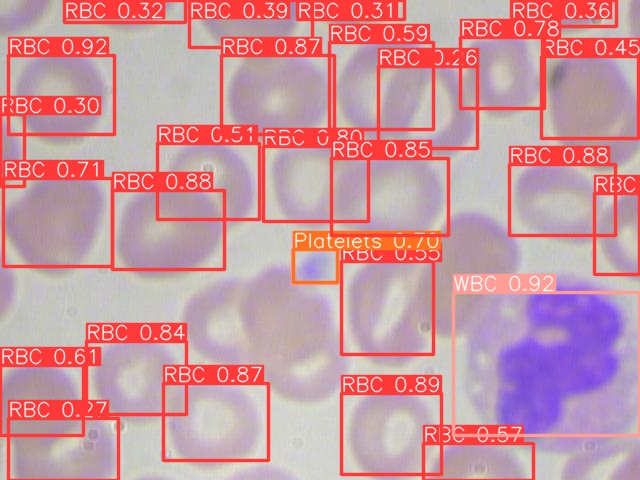 RBC 0.32
RBC 0.39
RBC 0.31
RBC 0.36
RBC 0.92
RBC 0.87
RBC 0.59
RBC 0.26
RBC 0.78
RBC 0.45
RBC 0.30
RBC 0.51
RBC 0.80
RBC 0.85
RBC 0.88
RBC 0.71
RBC 0.88
RBC
Platelets 0.70
RBC 0.55
WBC 0.92
RBC 0.84
RBC 0.61
RBC 0.87
RBC 0.89
RBC 0.27
RBC 0.57